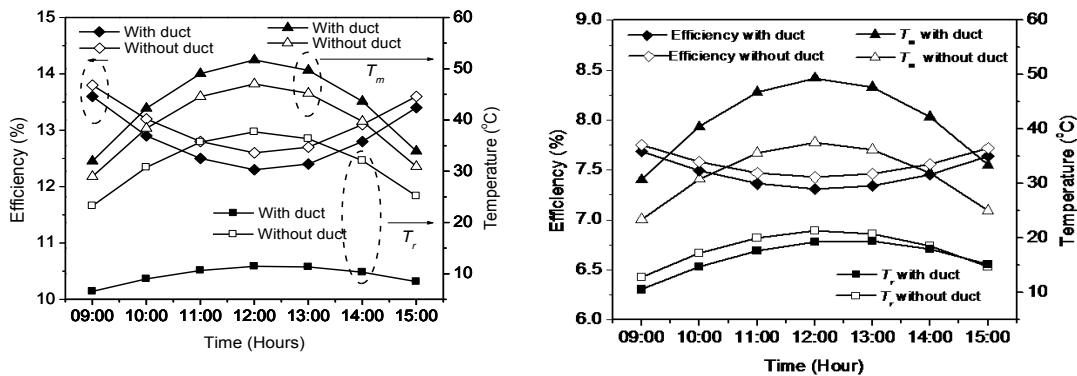 With duct
Without duct
With duct
Without duct
T_m
With duct
Without duct
T_r
Efficiency (%)
15
14
13
12
11
10
09:00 10:00 11:00 12:00 13:00 14:00 15:00
Time (Hours)
60
50
40
30
20
10
Temperature (°C)
Efficiency with duct
Efficiency without duct
T_m with duct
T_m without duct
T_r with duct
T_r without duct
Efficiency (%)
9.0
8.5
8.0
7.5
7.0
6.5
6.0
09:00 10:00 11:00 12:00 13:00 14:00 15:00
Time (Hour)
60
50
40
30
20
10
Temperature (°C)